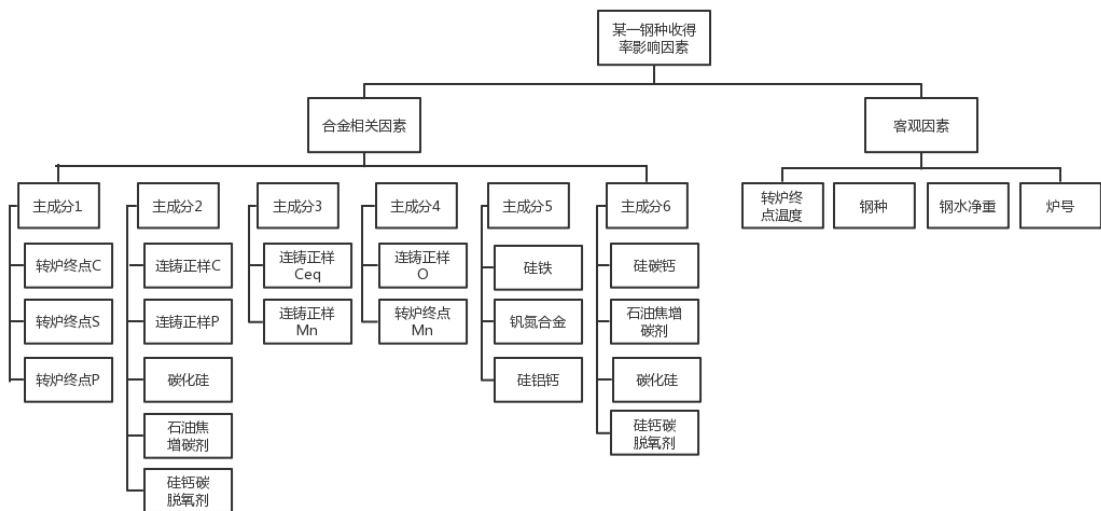 某一钢种收得
率影响因素
合金相关因素
客观因素
主成分1
主成分2
主成分3
主成分4
主成分5
主成分6
转炉终
点温度
钢种
钢水净重
炉号
转炉终点C
连铸正样C
连铸正样
Ceq
连铸正样
O
硅铁
硅碳钙
转炉终点S
连铸正样P
连铸正样
Mn
转炉终点
Mn
钒氮合金
石油焦增
碳剂
转炉终点P
碳化硅
硅铝钙
碳化硅
石油焦
增碳剂
硅钙碳
脱氧剂
硅钙碳
脱氧剂